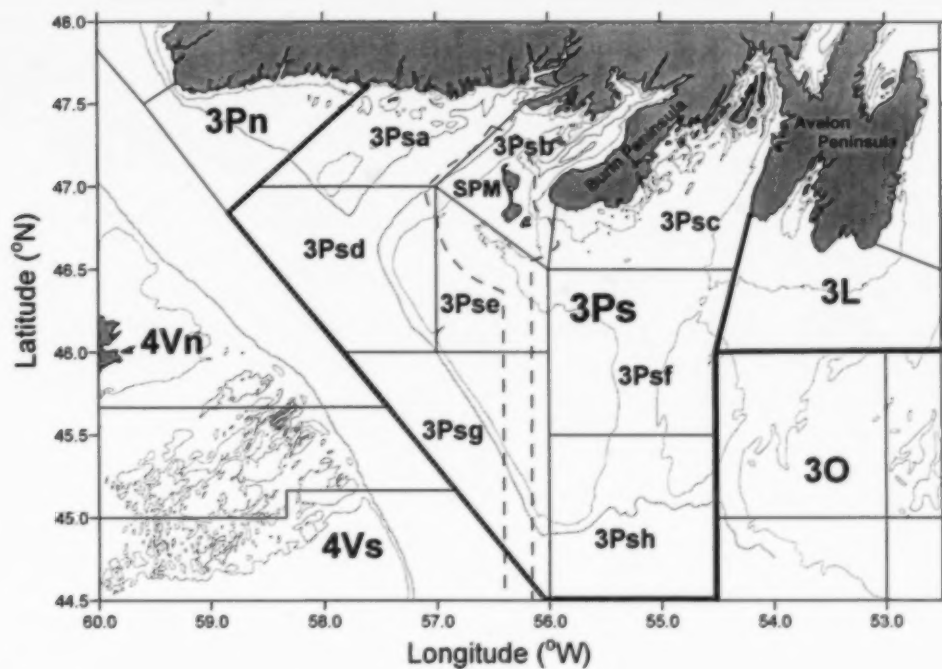 48.0
47.5
47.0
46.5
46.0
45.5
45.0
44.5
Latitude (°N)
3Pn
3Psa
3Psb
SPM
Burin Peninsula
Avalon
Peninsula
3Psc
3Psd
3Pse
3Ps
3L
4Vn
3Psf
3Psg
3O
4Vs
3Psh
60.0
59.0
58.0
57.0
56.0
55.0
54.0
53.0
Longitude (°W)